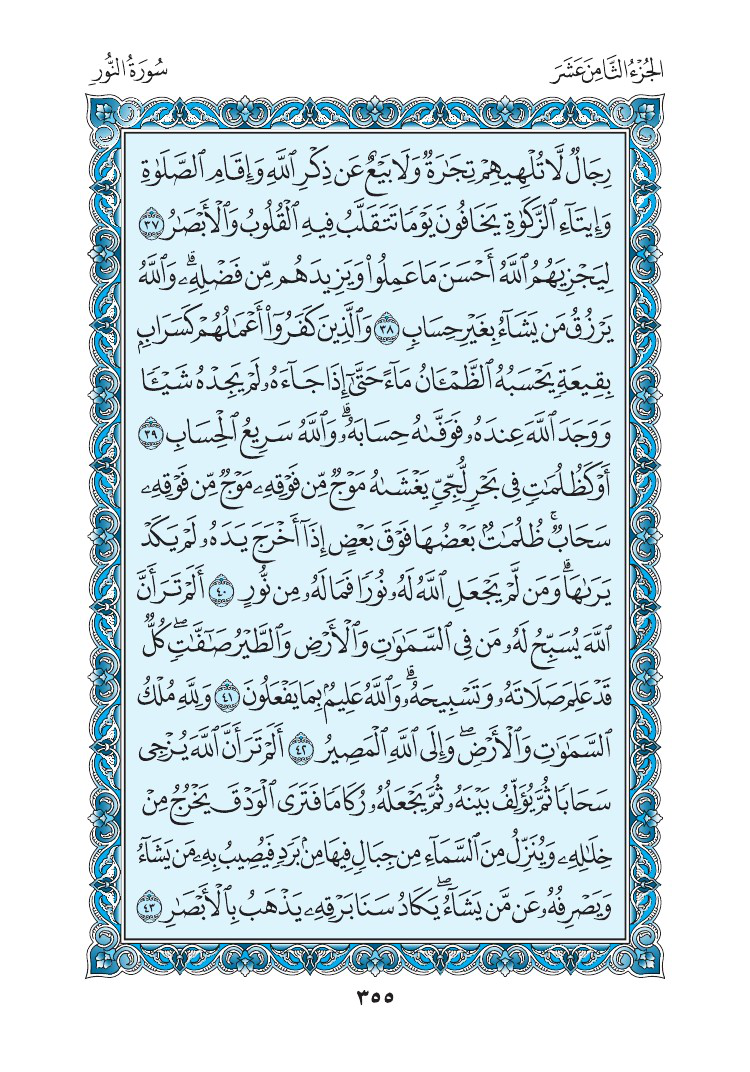 الجُزْءُ الثَّامِنَ عَشَرَ
سُورَةُ النُّورِ
رِجَالٌ لَّا تُلْهِيهِمْ تِجَٰرَةٌ وَلَا بَيْعٌ عَن ذِكْرِ ٱللَّهِ وَإِقَامِ ٱلصَّلَوٰةِ
وَإِيتَآءِ ٱلزَّكَوٰةِ يَخَافُونَ يَوْمًا تَتَقَلَّبُ فِيهِ ٱلْقُلُوبُ وَٱلْأَبْصَٰرُ ٣٧
لِيَجْزِيَهُمُ ٱللَّهُ أَحْسَنَ مَا عَمِلُوا۟ وَيَزِيدَهُم مِّن فَضْلِهِۦۗ وَٱللَّهُ
يَرْزُقُ مَن يَشَآءُ بِغَيْرِ حِسَابٍ ٣٨ وَٱلَّذِينَ كَفَرُوٓا۟ أَعْمَٰلُهُمْ كَسَرَابٍۭ
بِقِيعَةٍ يَحْسَبُهُ ٱلظَّمْـَٔانُ مَآءً حَتَّىٰٓ إِذَا جَآءَهُۥ لَمْ يَجِدْهُ شَيْـًٔا
وَوَجَدَ ٱللَّهَ عِندَهُۥ فَوَفَّىٰهُ حِسَابَهُۥۗ وَٱللَّهُ سَرِيعُ ٱلْحِسَابِ ٣٩
أَوْ كَظُلُمَٰتٍ فِى بَحْرٍ لُّجِّىٍّ يَغْشَىٰهُ مَوْجٌ مِّن فَوْقِهِۦ مَوْجٌ مِّن فَوْقِهِۦ
سَحَابٌۚ ظُلُمَٰتٌۢ بَعْضُهَا فَوْقَ بَعْضٍ إِذَآ أَخْرَجَ يَدَهُۥ لَمْ يَكَدْ
يَرَىٰهَاۗ وَمَن لَّمْ يَجْعَلِ ٱللَّهُ لَهُۥ نُورًا فَمَا لَهُۥ مِن نُّورٍ ٤٠ أَلَمْ تَرَ أَنَّ
ٱللَّهَ يُسَبِّحُ لَهُۥ مَن فِى ٱلسَّمَٰوَٰتِ وَٱلْأَرْضِ وَٱلطَّيْرُ صَٰٓفَّٰتٍۖ كُلٌّ
قَدْ عَلِمَ صَلَاتَهُۥ وَتَسْبِيحَهُۥۗ وَٱللَّهُ عَلِيمٌۢ بِمَا يَفْعَلُونَ ٤١ وَلِلَّهِ مُلْكُ
ٱلسَّمَٰوَٰتِ وَٱلْأَرْضِۖ وَإِلَى ٱللَّهِ ٱلْمَصِيرُ ٤٢ أَلَمْ تَرَ أَنَّ ٱللَّهَ يُزْجِى
سَحَابًا ثُمَّ يُؤَلِّفُ بَيْنَهُۥ ثُمَّ يَجْعَلُهُۥ رُكَامًا فَتَرَى ٱلْوَدْقَ يَخْرُجُ مِنْ
خِلَٰلِهِۦ وَيُنَزِّلُ مِنَ ٱلسَّمَآءِ مِن جِبَالٍ فِيهَا مِنۢ بَرَدٍ فَيُصِيبُ بِهِۦ مَن يَشَآءُ
وَيَصْرِفُهُۥ عَن مَّن يَشَآءُۖ يَكَادُ سَنَا بَرْقِهِۦ يَذْهَبُ بِٱلْأَبْصَٰرِ ٤٣
٣٥٥